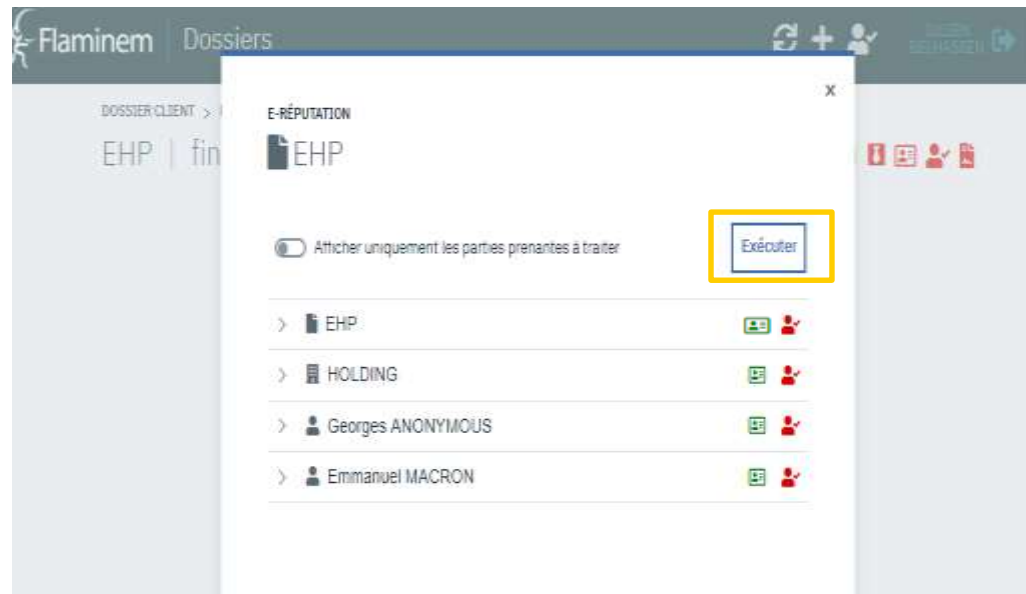 Flaminem Dossiers
DOSSIER CLIENT >
EHP | fin
x
E-RÉPUTATION
EHP
Afficher uniquement les parties prenantes à traiter
Exécuter
> EHP
> HOLDING
> Georges ANONYMOUS
> Emmanuel MACRON